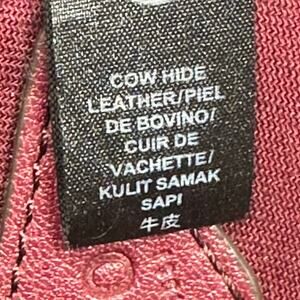 COW HIDE
LEATHER/PIEL
DE BOVINO/
CUIR DE
VACHETTE/
KULIT SAMAK
SAPI
牛皮